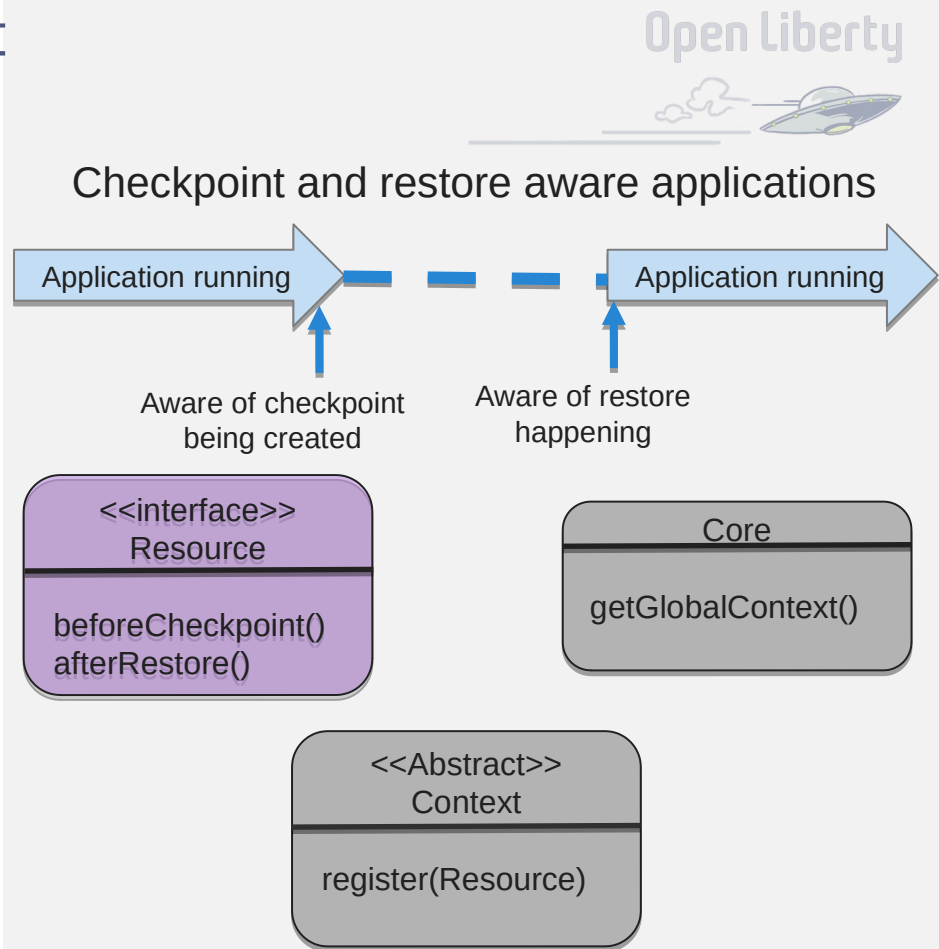 Open Liberty
Checkpoint and restore aware applications
Application running
Application running
Aware of checkpoint
being created
Aware of restore
happening
<<interface>>
Resource
beforeCheckpoint()
afterRestore()
Core
getGlobalContext()
<<Abstract>>
Context
register(Resource)